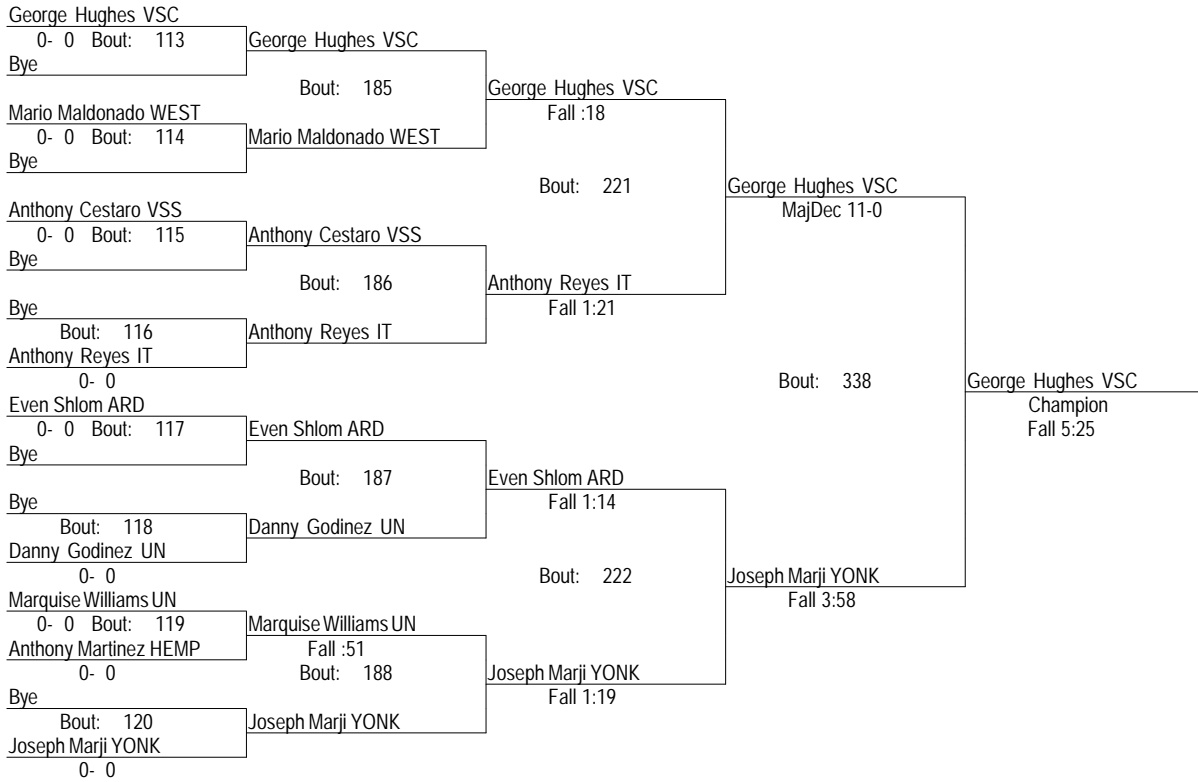 George Hughes VSC
0- 0 Bout: 113
Bye
George Hughes VSC
Bout: 185
Mario Maldonado WEST
0- 0 Bout: 114
Bye
Mario Maldonado WEST
George Hughes VSC
Fall :18
Bout: 221
Anthony Cestaro VSS
0- 0 Bout: 115
Bye
Anthony Cestaro VSS
Bout: 186
Bye
Bout: 116
Anthony Reyes IT
0- 0
Anthony Reyes IT
Anthony Reyes IT
Fall 1:21
George Hughes VSC
MajDec 11-0
Bout: 338
Even Shlom ARD
0- 0 Bout: 117
Bye
Even Shlom ARD
Bout: 187
Bye
Bout: 118
Danny Godinez UN
0- 0
Danny Godinez UN
Even Shlom ARD
Fall 1:14
Bout: 222
Marquise Williams UN
0- 0 Bout: 119
Anthony Martinez HEMP
0- 0
Marquise Williams UN
Fall :51
Bout: 188
Bye
Bout: 120
Joseph Marji YONK
0- 0
Joseph Marji YONK
Joseph Marji YONK
Fall 1:19
Joseph Marji YONK
Fall 3:58
George Hughes VSC
Champion
Fall 5:25